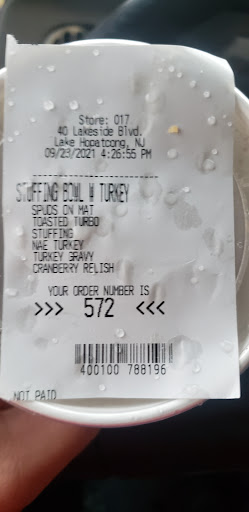 Store: 017
40 Lakeside Blvd.
Lake Hopatcong, NJ
09/23/2021 4:26:55 PM
STUFFING BOWL W TURKEY
SPUDS ON MAT
TOASTED TURBO
STUFFING
NAE TURKEY
TURKEY GRAVY
CRANBERRY RELISH
YOUR ORDER NUMBER IS
>>> 572 <<<
400100 788196
NOT PAID